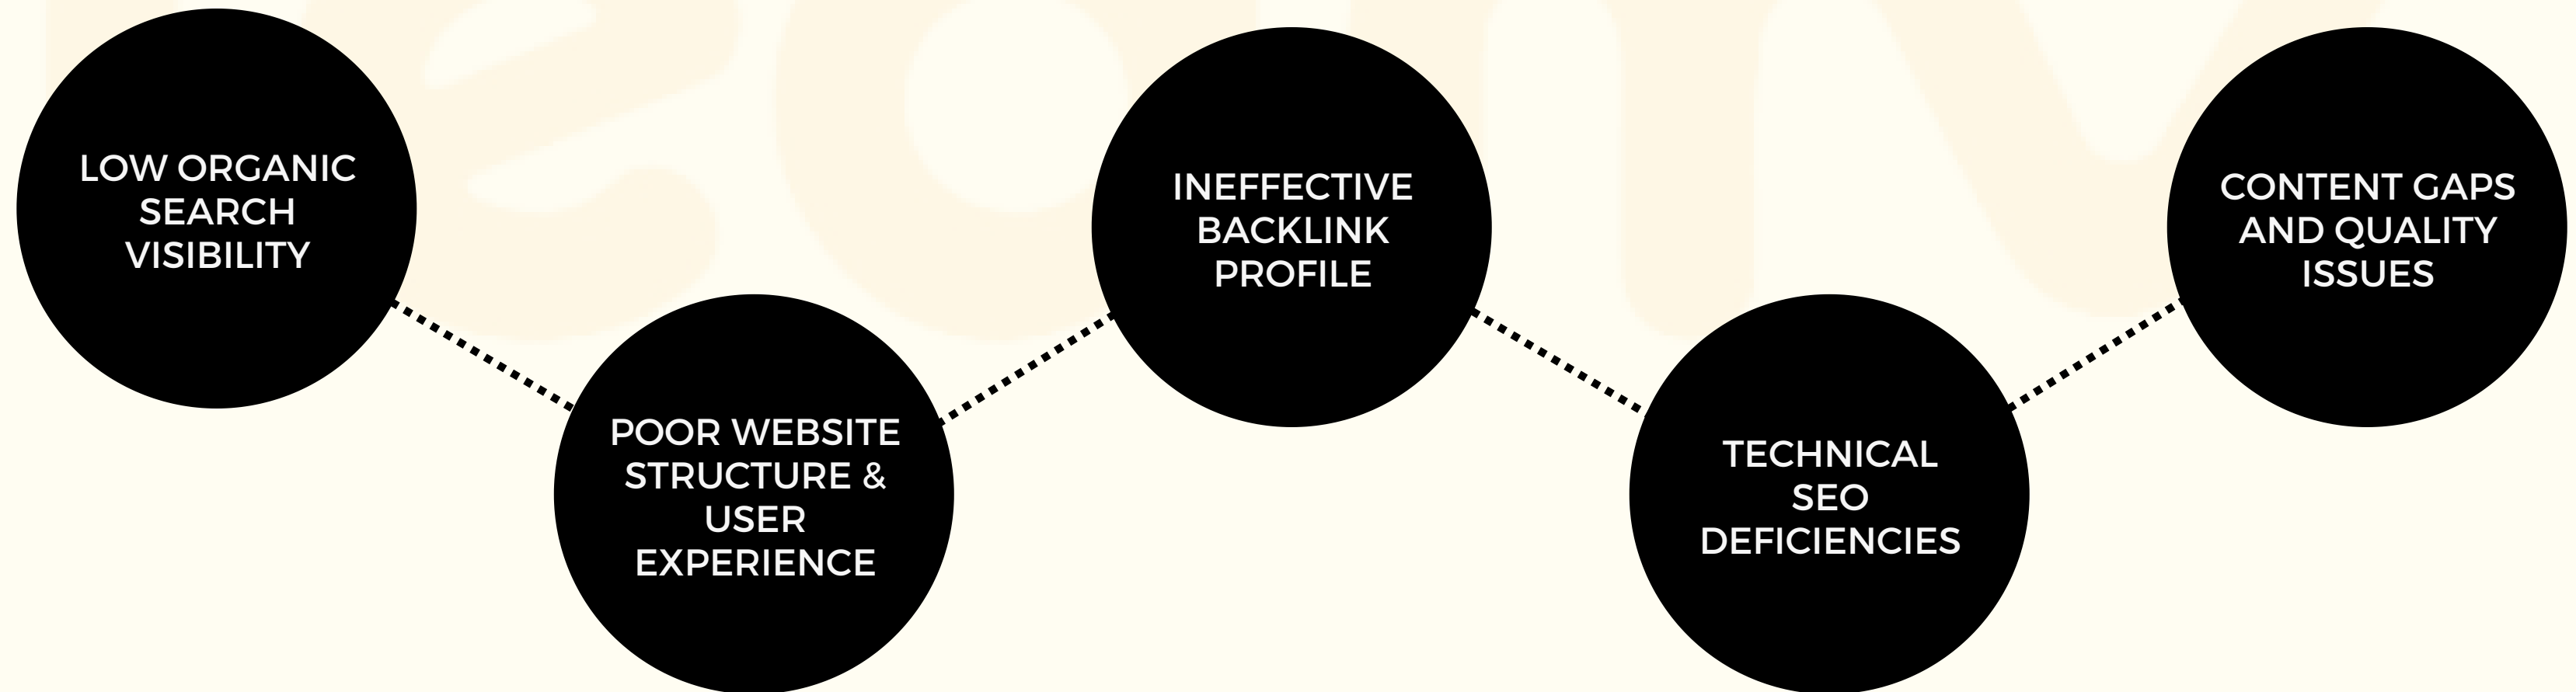 LOW ORGANIC
SEARCH
VISIBILITY
POOR WEBSITE
STRUCTURE &
USER
EXPERIENCE
INEFFECTIVE
BACKLINK
PROFILE
TECHNICAL
SEO
DEFICIENCIES
CONTENT GAPS
AND QUALITY
ISSUES